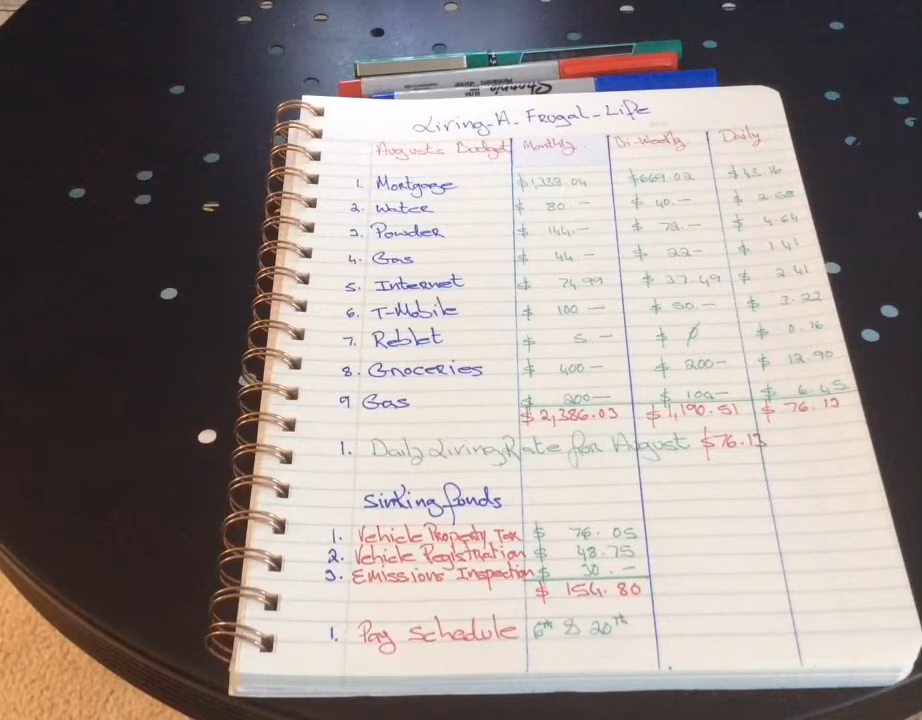 Sharpie
Living-A-Frugal-Life
Augusts Budget Monthly Bi-Weekly Daily
1. Mortgage $1,338.04 $669.02 $43.16
2. Water $ 80.— $ 40.— $ 2.58
3. Powder $ 144.— $ 72— $ 4.64
4. Gas $ 44.— $ 22— $ 1.41
5. Internet $ 74.99 $ 37.49 $ 2.41
6. T-Mobile $ 100— $ 50.— $ 3.22
7. $ 5— $ 0 $ 0.16
8. Groceries $ 400— $ 200— $ 12.90
9 Gas $ 200— $ 100— $ 6.45
$2,386.03 $1,190.51 $76.13
1. Daily Living Rate for August $76.13
Sinking funds
1. Vehicle Property Tax $ 76.05
2. Vehicle Registration $ 48.75
3. Emissions Inspection $ 30.—
$ 154.80
1. Pay Schedule 6th & 20th